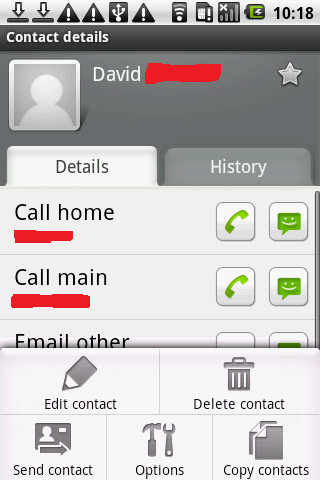 10:18
Contact details
David
Details
History
Call home
Call main
Email other
Edit contact
Delete contact
Send contact
Options
Copy contacts